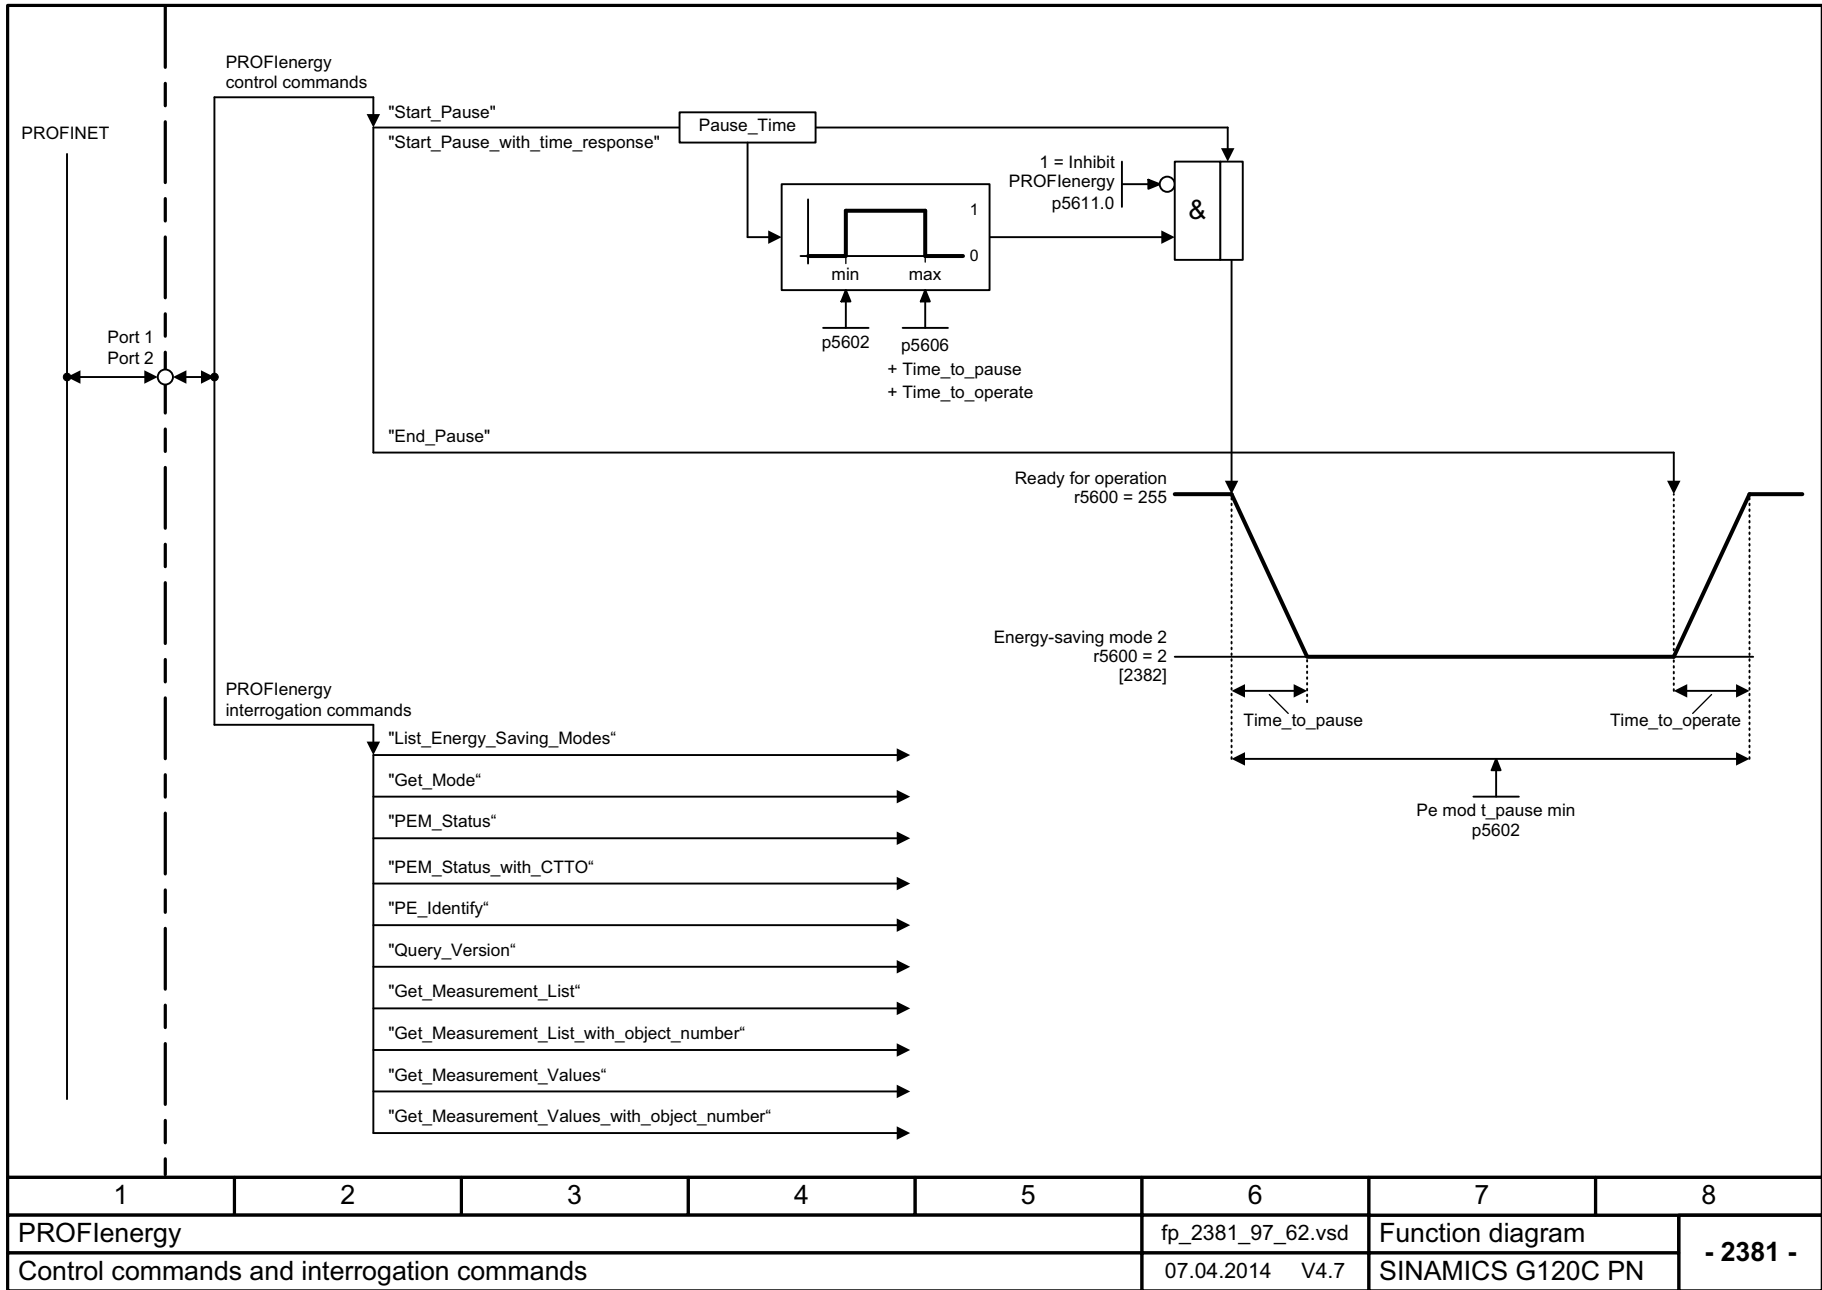 PROFIenergy
control commands
PROFINET
"Start_Pause"
"Start_Pause_with_time_response"
Pause_Time
1 = Inhibit
PROFIenergy
p5611.0
&
1
0
min
max
p5602
p5606
+ Time_to_pause
+ Time_to_operate
Port 1
Port 2
"End_Pause"
Ready for operation
r5600 = 255
Energy-saving mode 2
r5600 = 2
[2382]
Time_to_pause
Time_to_operate
Pe mod t_pause min
p5602
PROFIenergy
interrogation commands
"List_Energy_Saving_Modes“
"Get_Mode“
"PEM_Status“
"PEM_Status_with_CTTO“
"PE_Identify“
"Query_Version“
"Get_Measurement_List“
"Get_Measurement_List_with_object_number“
"Get_Measurement_Values“
"Get_Measurement_Values_with_object_number“
1 2 3 4 5 6 7 8
PROFIenergy
fp_2381_97_62.vsd
Function diagram
- 2381 -
Control commands and interrogation commands
07.04.2014 V4.7
SINAMICS G120C PN